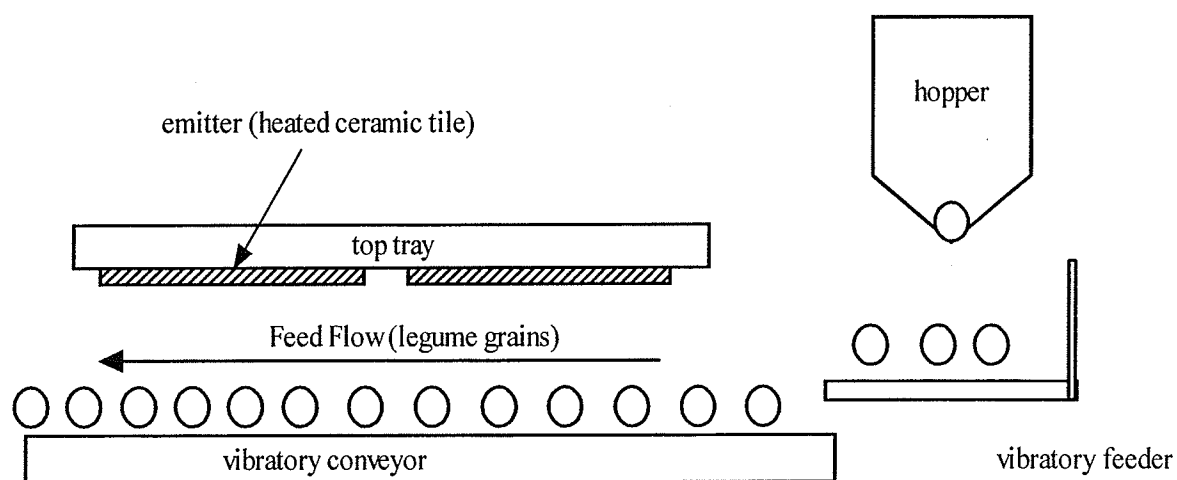 hopper
emitter (heated ceramic tile)
top tray
Feed Flow (legume grains)
vibratory conveyor
vibratory feeder